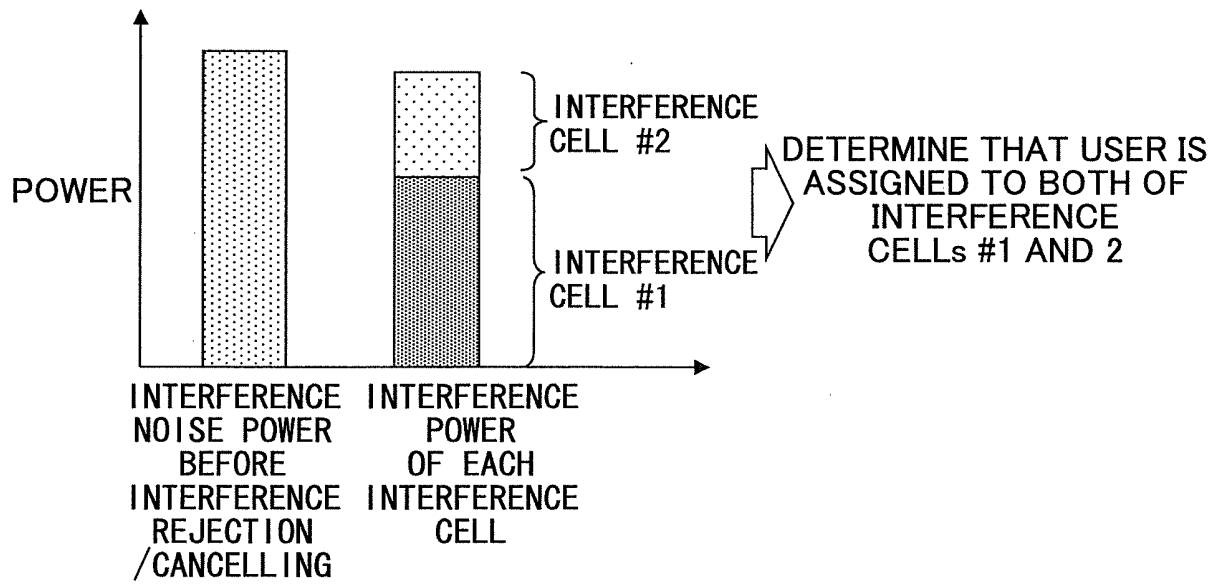 POWER
INTERFERENCE
CELL #2
INTERFERENCE
CELL #1
DETERMINE THAT USER IS
ASSIGNED TO BOTH OF
INTERFERENCE
CELLs #1 AND 2
INTERFERENCE
NOISE POWER
BEFORE
INTERFERENCE
REJECTION
/CANCELLING
INTERFERENCE
POWER
OF EACH
INTERFERENCE
CELL